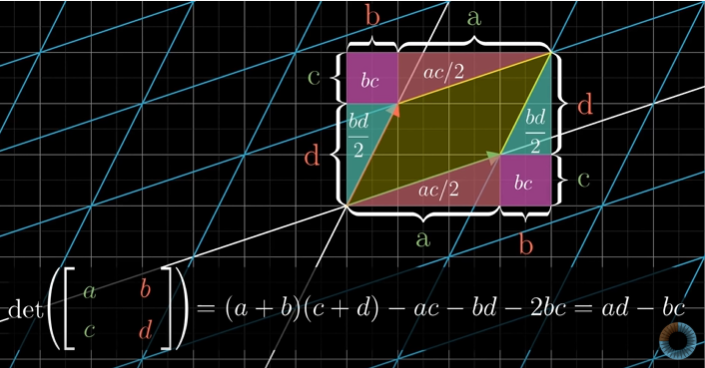 b a
c bc ac/2
bd/2 bd/2 d
d
ac/2 bc c
a b
det([a b
c d]) = (a + b)(c + d) − ac − bd − 2bc = ad − bc